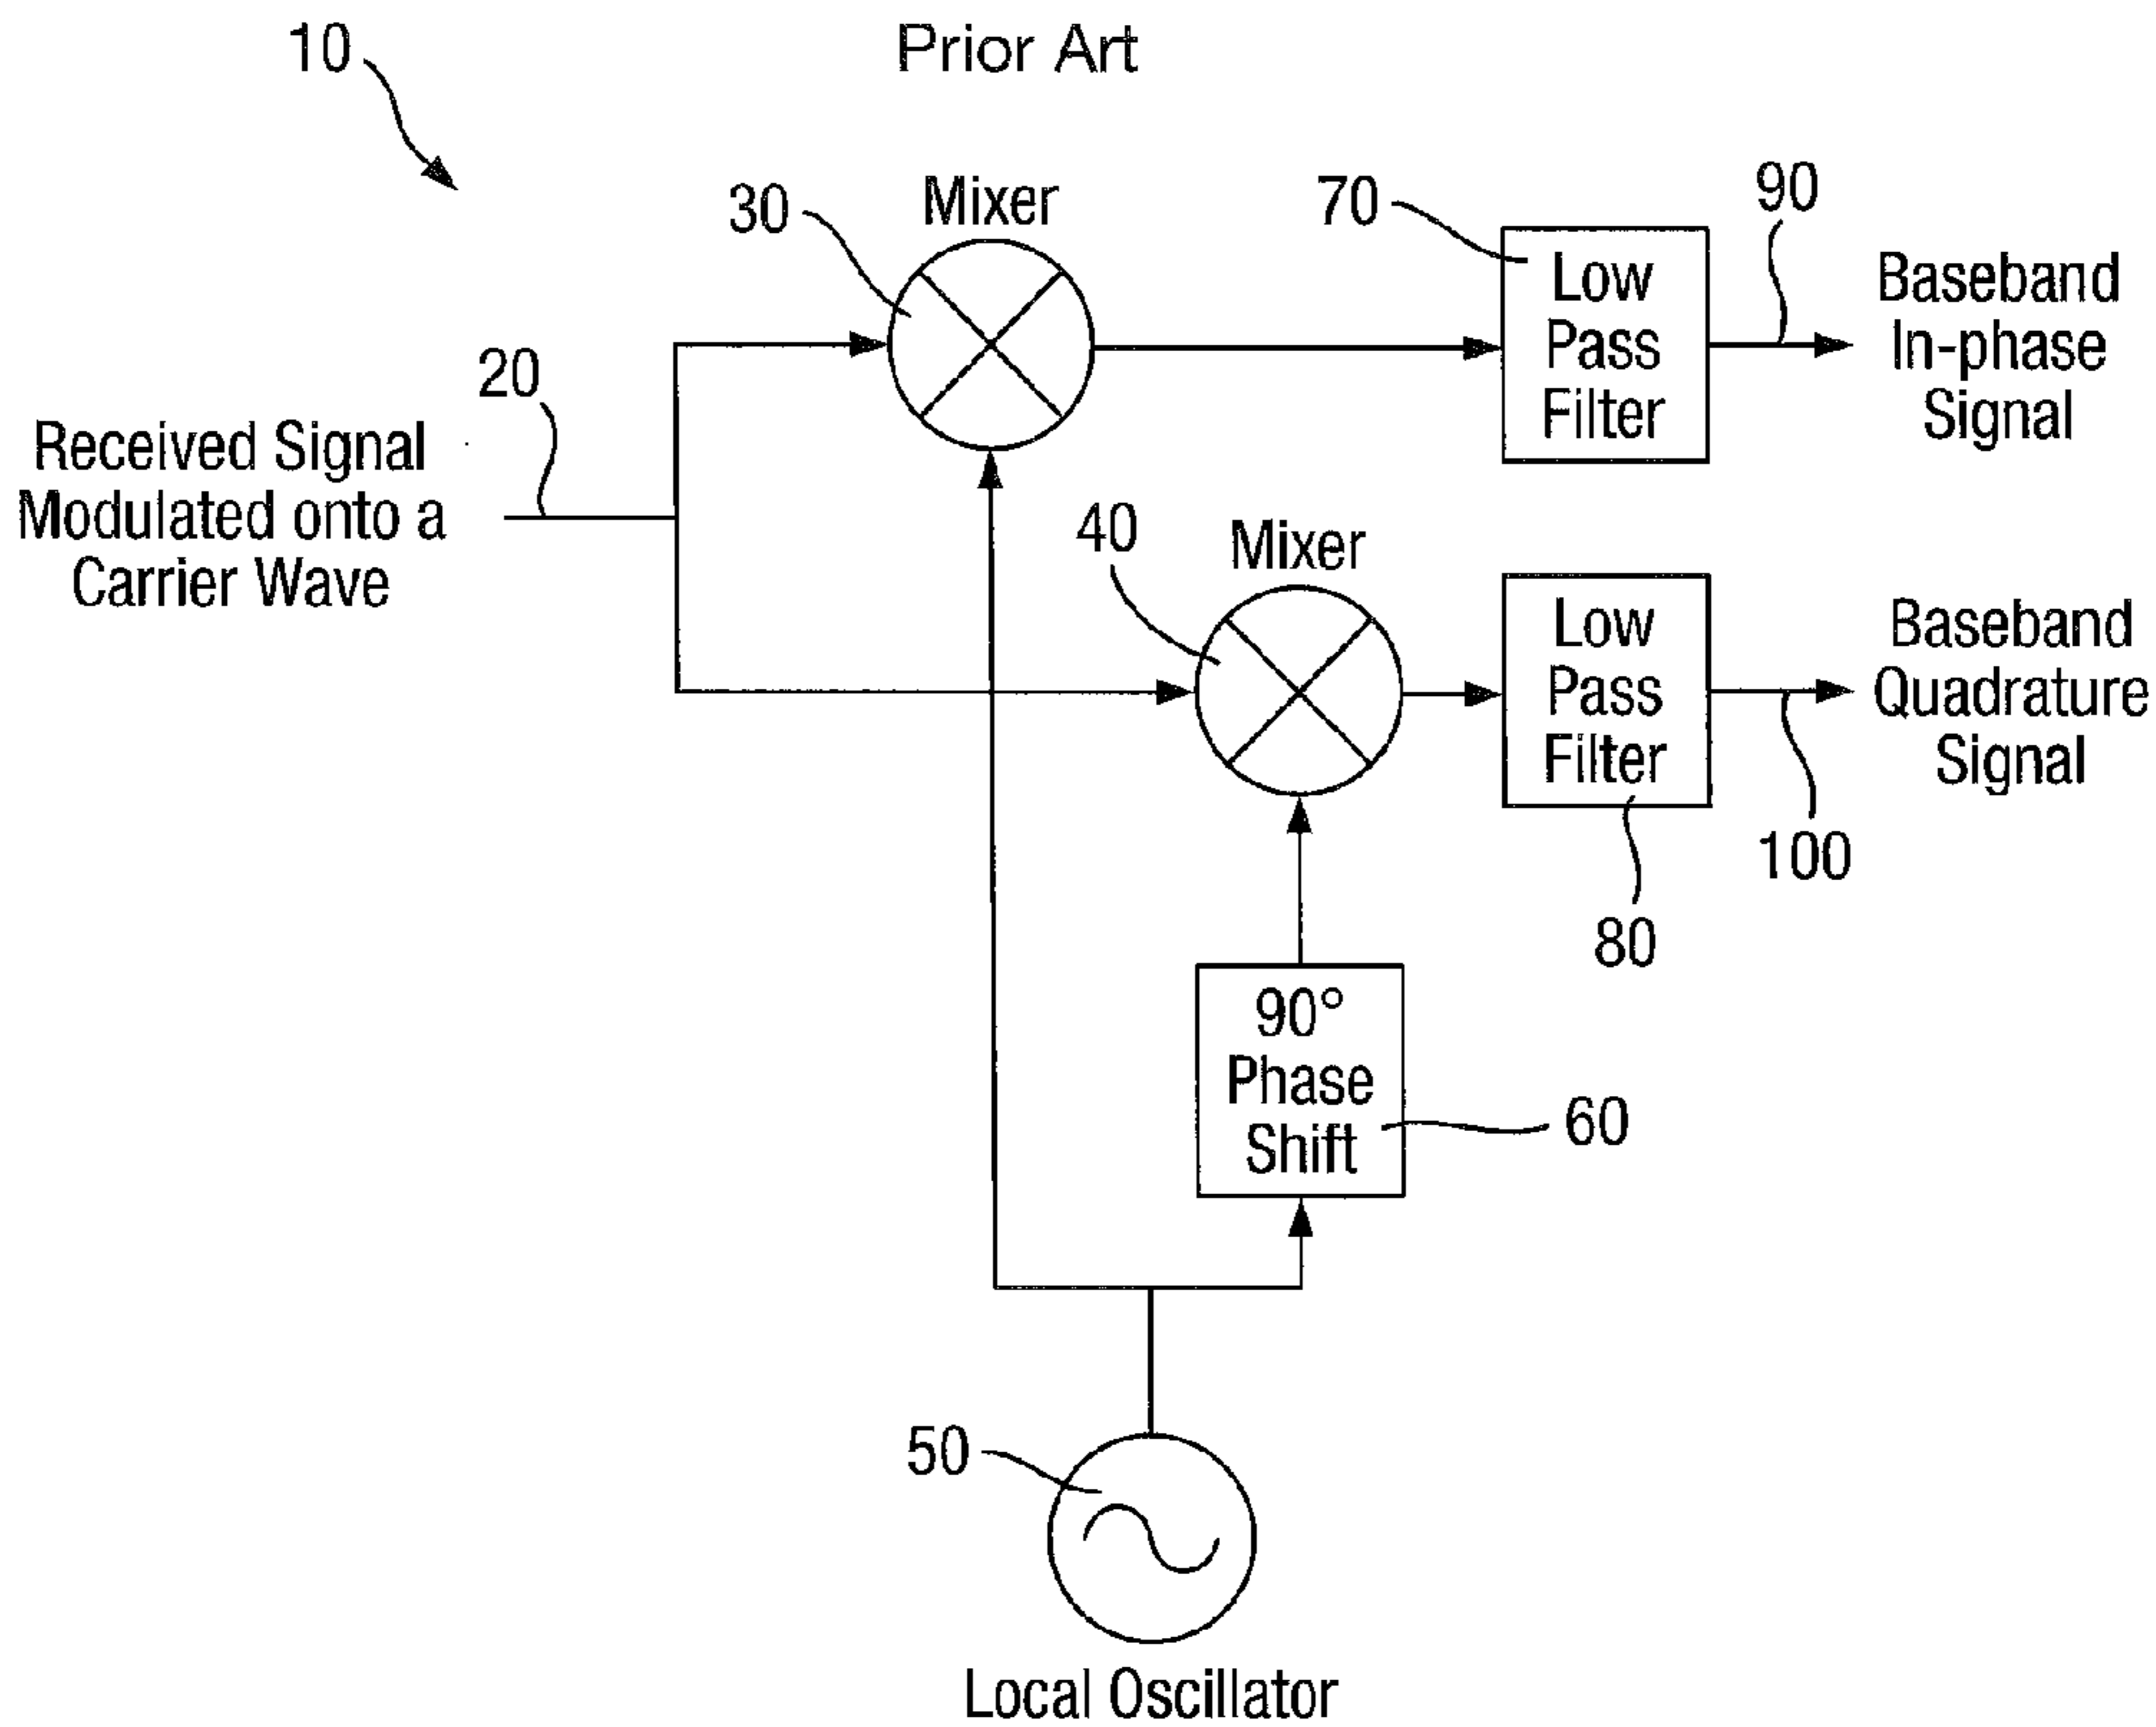 10
Prior Art
30
Mixer
70
90
Low
Pass
Filter
Baseband
In-phase
Signal
20
Received Signal
Modulated onto a
Carrier Wave
40
Mixer
Low
Pass
Filter
Baseband
Quadrature
Signal
100
80
90°
Phase
Shift
60
50
Local Oscillator